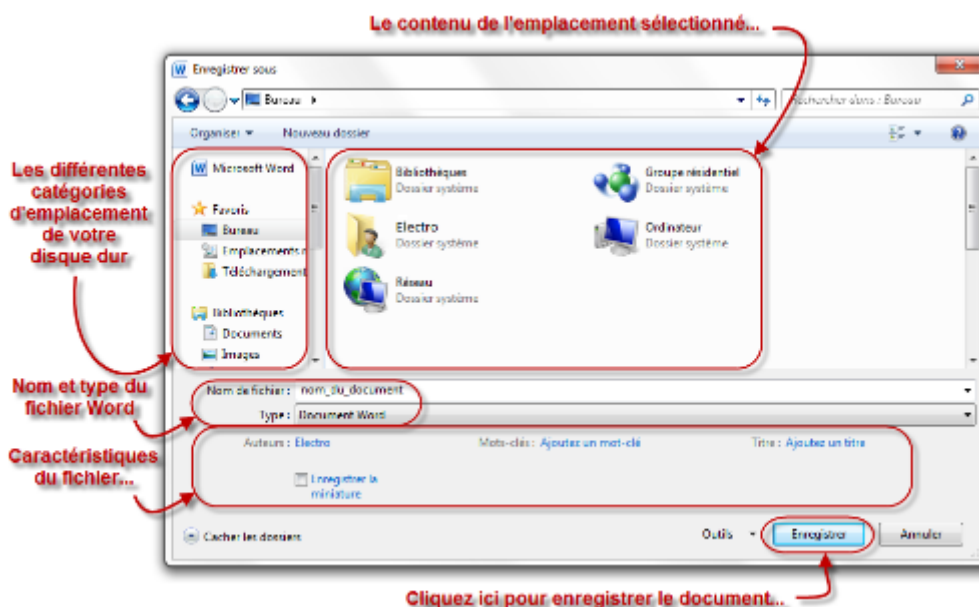 Le contenu de l'emplacement sélectionné...
Enregistrer sous
Bureau
Rechercher dans : Bureau
Organiser
Nouveau dossier
Les différentes
catégories
d'emplacement
de votre
disque dur
Microsoft Word
Favoris
Bureau
Emplacements r
Téléchargement
Bibliothèques
Documents
Images
Bibliothèques
Dossier système
Groupe résidentiel
Dossier système
Electro
Dossier système
Ordinateur
Dossier système
Réseau
Dossier système
Nom et type du
fichier Word
Nom de fichier : nom_du_document
Type : Document Word
Caractéristiques
du fichier...
Auteurs : Electro
Mots-clés : Ajoutez un mot-clé
Titre : Ajoutez un titre
Enregistrer la
miniature
Cacher les dossiers
Outils
Enregistrer
Annuler
Cliquez ici pour enregistrer le document...